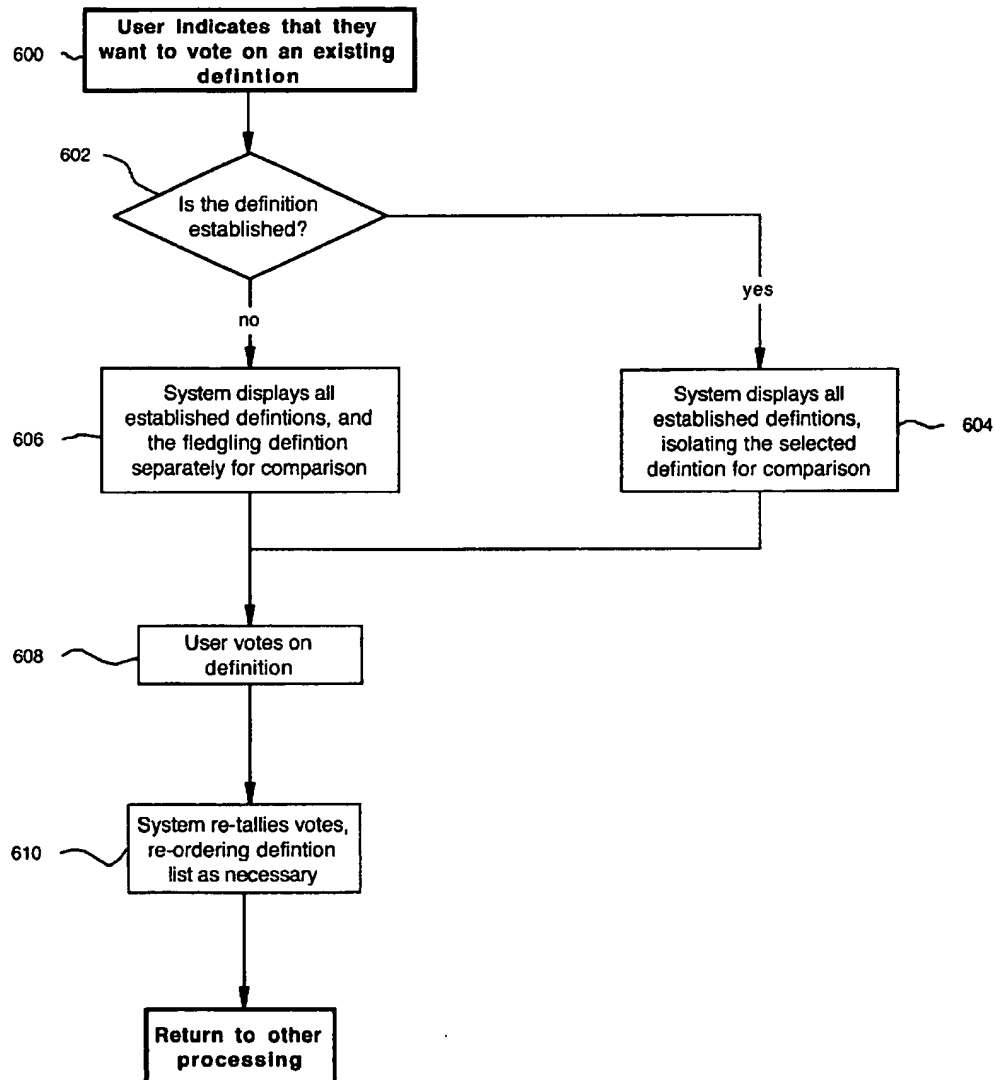 User indicates that they
want to vote on an existing
defintion
600
602
Is the definition
established?
yes
no
System displays all
established defintions, and
the fledgling defintion
separately for comparison
606
System displays all
established defintions,
isolating the selected
defintion for comparison
604
User votes on
definition
608
System re-tallies votes,
re-ordering defintion
list as necessary
610
Return to other
processing